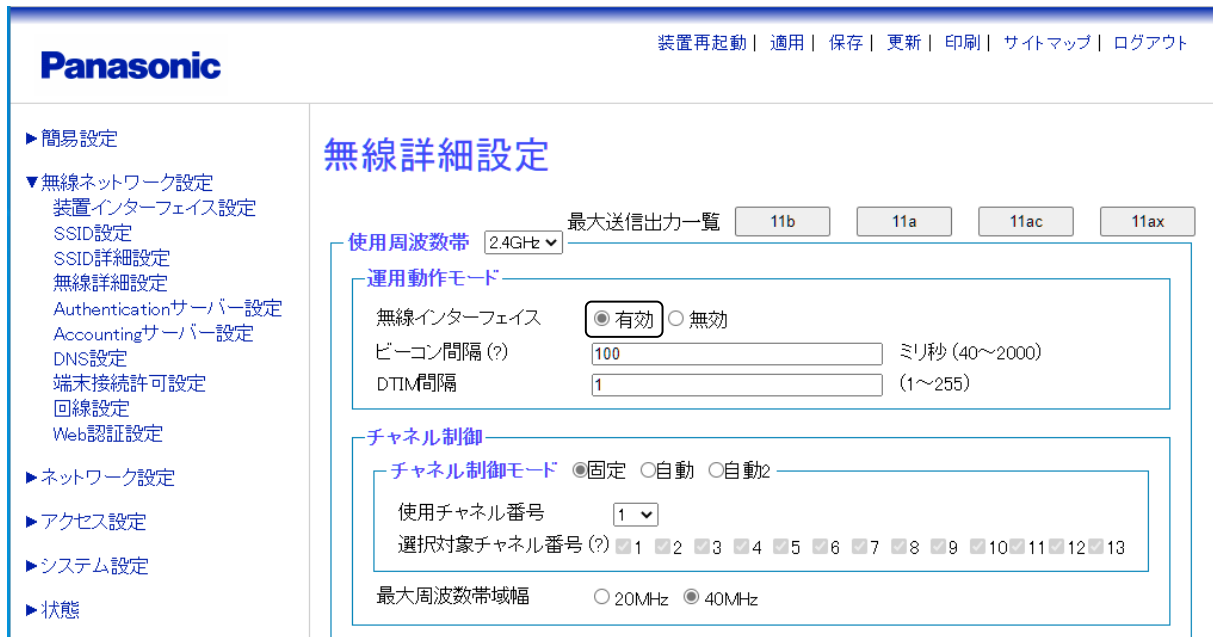 装置再起動| 適用| 保存| 更新| 印刷| サイトマップ| ログアウト
Panasonic
►簡易設定
▼無線ネットワーク設定
装置インターフェイス設定
SSID設定
SSID詳細設定
無線詳細設定
Authenticationサーバー設定
Accountingサーバー設定
DNS設定
端末接続許可設定
回線設定
Web認証設定
►ネットワーク設定
►アクセス設定
►システム設定
►状態
無線詳細設定
最大送信出力一覧 11b 11a 11ac 11ax
使用周波数帯 2.4GHz
運用動作モード
無線インターフェイス 有効 無効
ビーコン間隔(?) 100 ミリ秒(40～2000)
DTIM間隔 1 (1～255)
チャネル制御
チャネル制御モード 固定 自動 自動2
使用チャネル番号 1
選択対象チャネル番号(?) 1 2 3 4 5 6 7 8 9 10 11 12 13
最大周波数帯域幅 20MHz 40MHz